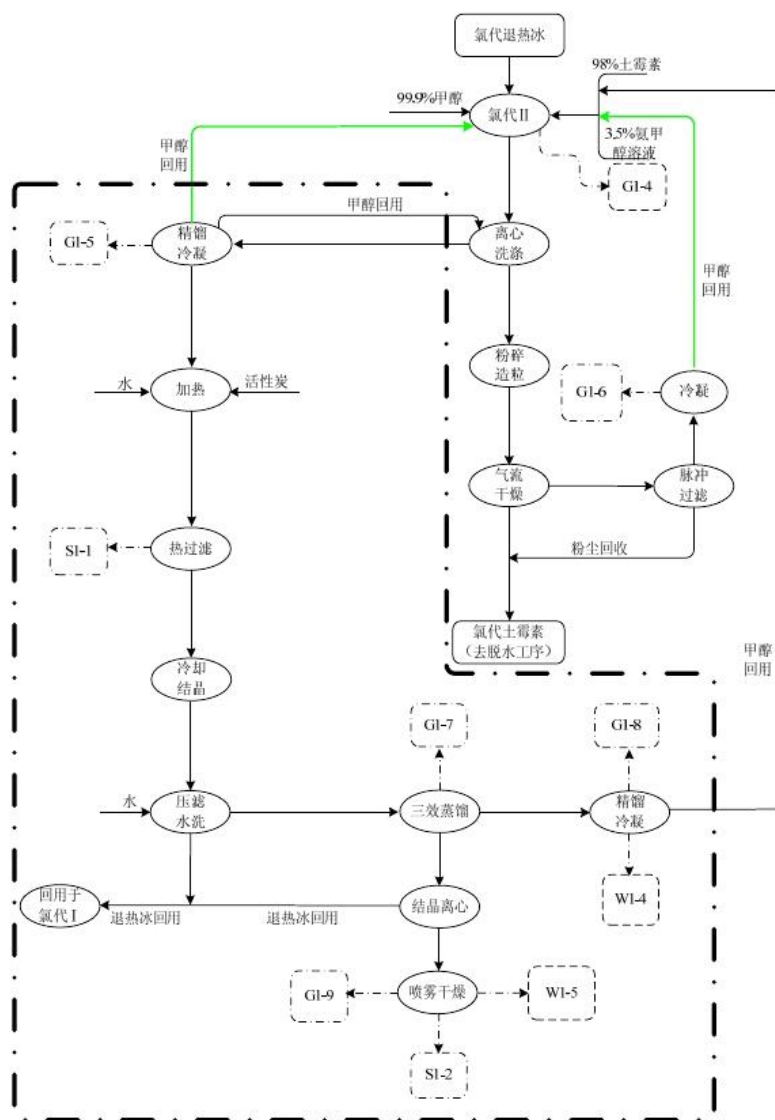 氯代退热冰
98%土霉素
99.9%甲醇
氯代Ⅱ
3.5%氨甲
醇溶液
甲醇
回用
G1-4
甲醇回用
G1-5
精馏
冷凝
离心
洗涤
甲醇
回用
粉碎
造粒
水
加热
活性炭
G1-6
冷凝
气流
干燥
脉冲
过滤
S1-1
热过滤
粉尘回收
氯代土霉素
（去脱水工序）
冷却
结晶
甲醇
回用
G1-7
G1-8
水
压滤
水洗
三效蒸馏
精馏
冷凝
回用于
氯代Ⅰ
退热冰回用
退热冰回用
结晶离心
W1-4
G1-9
喷雾干燥
W1-5
S1-2